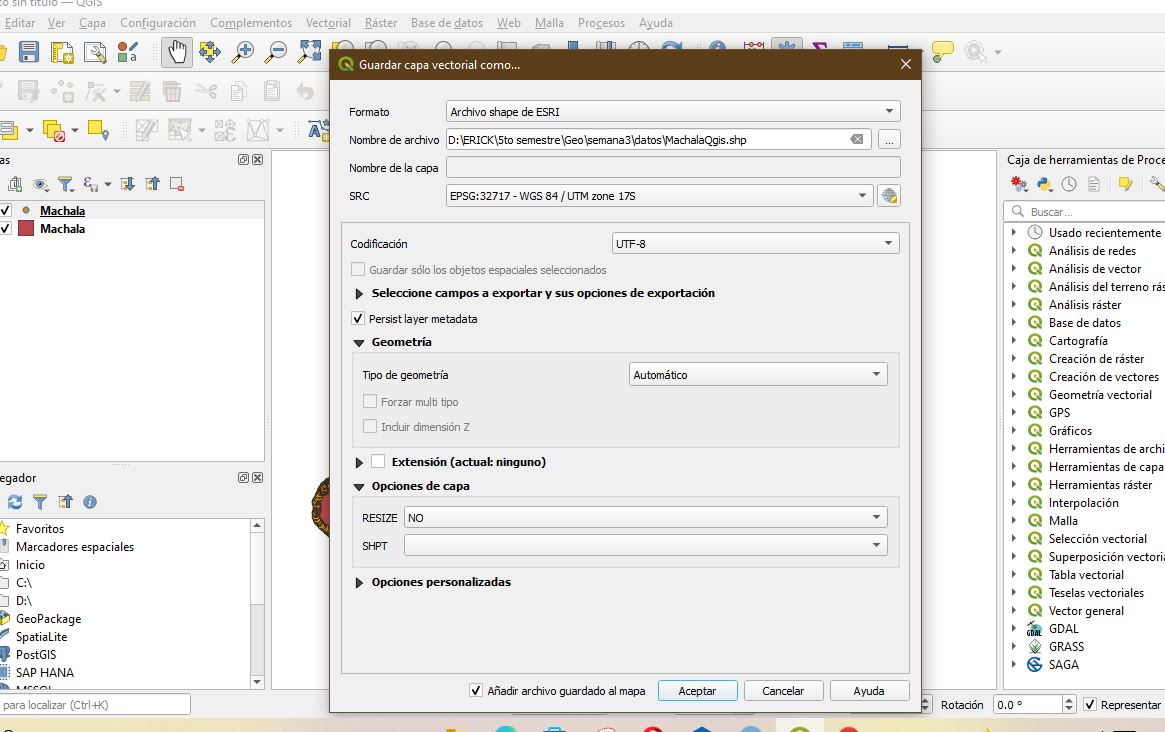 to sin título — QGIS
Editar Ver Capa Configuración Complementos Vectorial Ráster Base de datos Web Malla Procesos Ayuda
Guardar capa vectorial como...
Formato Archivo shape de ESRI
Nombre de archivo D:\ERICK\5to semestre\Geo\semana3\datos\MachalaQgis.shp ...
Nombre de la capa
SRC EPSG:32717 - WGS 84 / UTM zone 17S
Codificación UTF-8
Guardar sólo los objetos espaciales seleccionados
Seleccione campos a exportar y sus opciones de exportación
Persist layer metadata
Geometría
Tipo de geometría Automático
Forzar multi tipo
Incluir dimensión Z
Extensión (actual: ninguno)
Opciones de capa
RESIZE NO
SHPT
Opciones personalizadas
Añadir archivo guardado al mapa Aceptar Cancelar Ayuda
as
Machala
Machala
egador
Favoritos
Marcadores espaciales
Inicio
C:\
D:\
GeoPackage
SpatiaLite
PostGIS
SAP HANA
MSSQL
para localizar (Ctrl+K)
Caja de herramientas de Proce
Buscar...
Usado recientemente
Análisis de redes
Análisis de vector
Análisis del terreno rás
Análisis ráster
Base de datos
Cartografía
Creación de ráster
Creación de vectores
Geometría vectorial
GPS
Gráficos
Herramientas de archi
Herramientas de capa
Herramientas ráster
Interpolación
Malla
Selección vectorial
Superposición vectoria
Tabla vectorial
Teselas vectoriales
Vector general
GDAL GDAL
GRASS
SAGA
Rotación 0.0 ° Representar